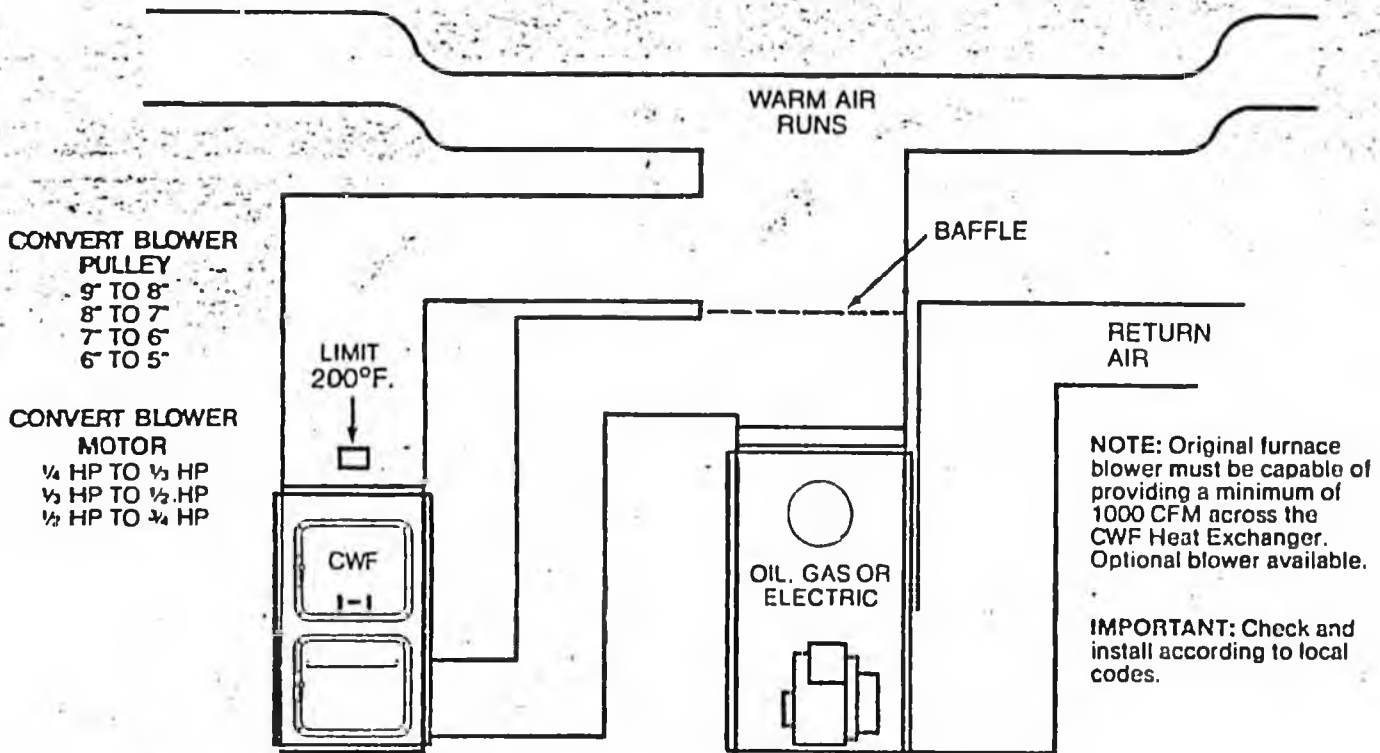 WARM AIR
RUNS
BAFFLE
CONVERT BLOWER
PULLEY
9" TO 8"
8" TO 7"
7" TO 6"
6" TO 5"
LIMIT
200°F.
RETURN
AIR
CONVERT BLOWER
MOTOR
¼ HP TO ⅓ HP
⅓ HP TO ½ HP
½ HP TO ¾ HP
NOTE: Original furnace
blower must be capable of
providing a minimum of
1000 CFM across the
CWF Heat Exchanger.
Optional blower available.
CWF
OIL, GAS OR
ELECTRIC
IMPORTANT: Check and
install according to local
codes.